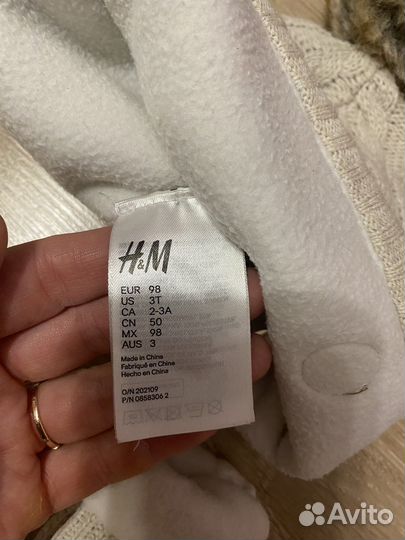 H&M
EUR 98
US 3T
CA 2-3A
CN 50
MX 98
AUS 3
Made in China
Fabriqué en Chine
Hecho en China
O/N 202109
P/N 0858306 2
Avito